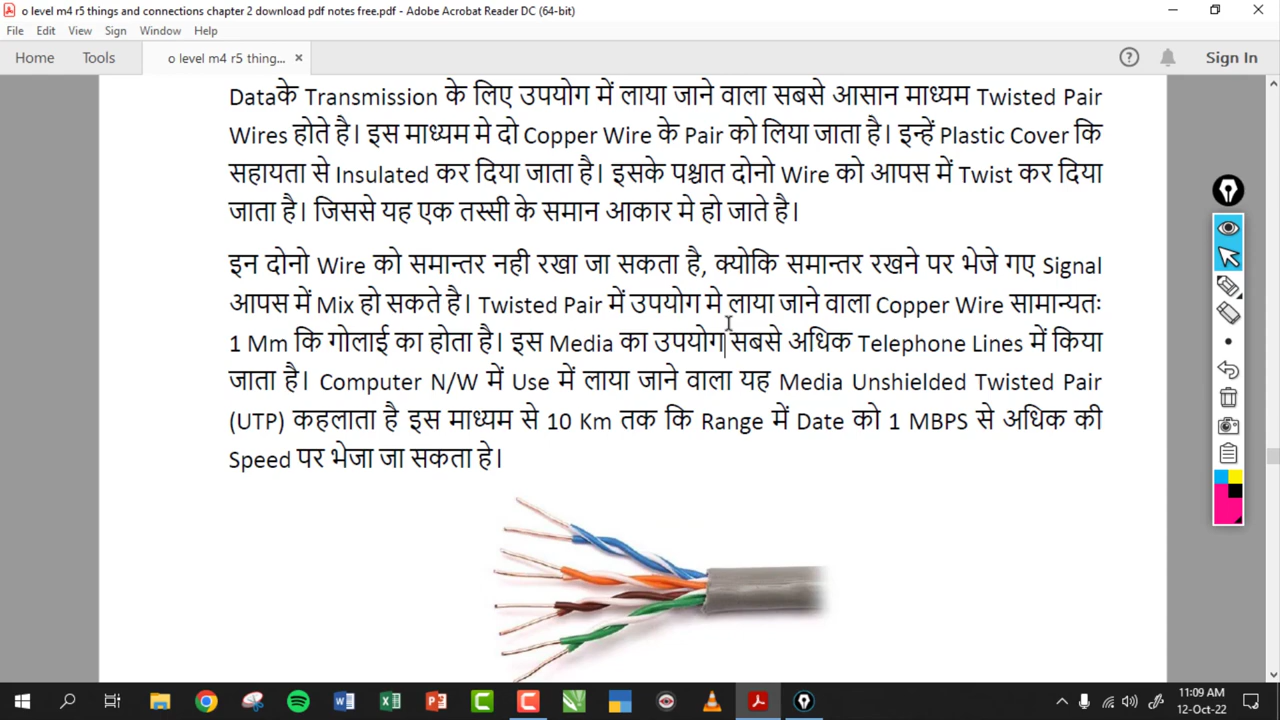 o level m4 r5 things and connections chapter 2 download pdf notes free.pdf - Adobe Acrobat Reader DC (64-bit)
File Edit View Sign Window Help
Home Tools o level m4 r5 thing... Sign In
Dataके Transmission के लिए उपयोग में लाया जाने वाला सबसे आसान माध्यम Twisted Pair
Wires होते है। इस माध्यम मे दो Copper Wire के Pair को लिया जाता है। इन्हें Plastic Cover कि
सहायता से Insulated कर दिया जाता है। इसके पश्चात दोनो Wire को आपस में Twist कर दिया
जाता है। जिससे यह एक तस्सी के समान आकार मे हो जाते है।
इन दोनो Wire को समान्तर नही रखा जा सकता है, क्योकि समान्तर रखने पर भेजे गए Signal
आपस में Mix हो सकते है। Twisted Pair में उपयोग मे लाया जाने वाला Copper Wire सामान्यतः
1 Mm कि गोलाई का होता है। इस Media का उपयोग सबसे अधिक Telephone Lines में किया
जाता है। Computer N/W में Use में लाया जाने वाला यह Media Unshielded Twisted Pair
(UTP) कहलाता है इस माध्यम से 10 Km तक कि Range में Date को 1 MBPS से अधिक की
Speed पर भेजा जा सकता हे।
11:09 AM
12-Oct-22